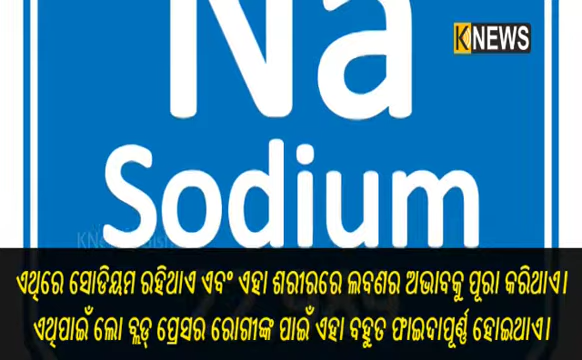 Na
KNEWS
Sodium
ଏଥିରେ ସୋଡିୟମ ରହିଥାଏ ଏବଂ ଏହା ଶରୀରରେ ଲବଣର ଅଭାବକୁ ପୂରା କରିଥାଏ।
ଏଥିପାଇଁ ଲୋ ବ୍ଲଡ଼ ପ୍ରେସର ରୋଗୀଙ୍କ ପାଇଁ ଏହା ବହୁତ ଫାଇଦାପୂର୍ଣ୍ଣ ହୋଇଥାଏ।